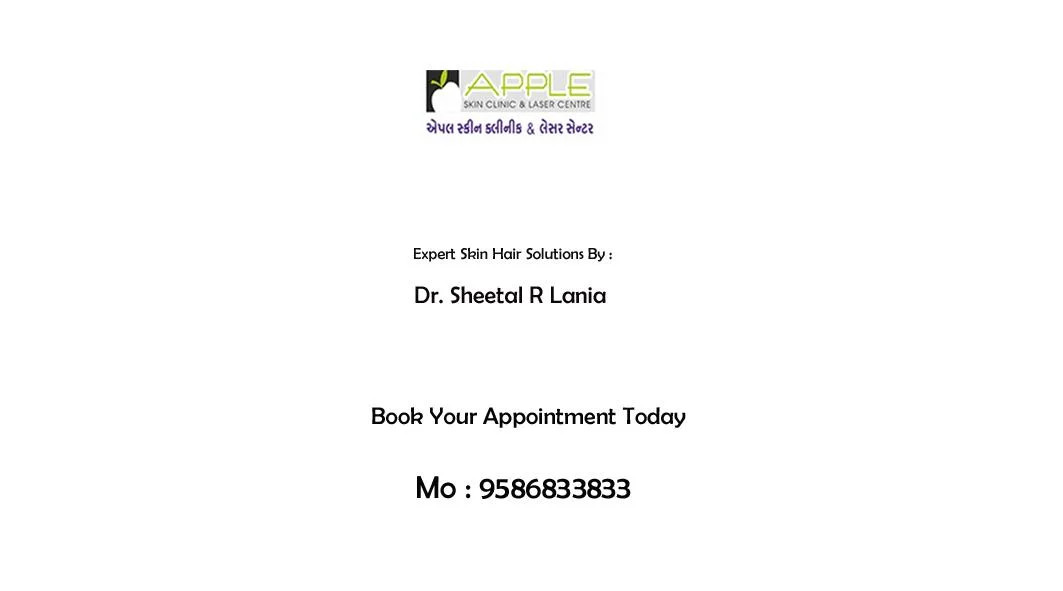 APPLE
SKIN CLINIC & LASER CENTRE
એપલ સ્કીન ક્લીનીક & લેસર સેન્ટર
Expert Skin Hair Solutions By :
Dr. Sheetal R Lania
Book Your Appointment Today
Mo : 9586833833